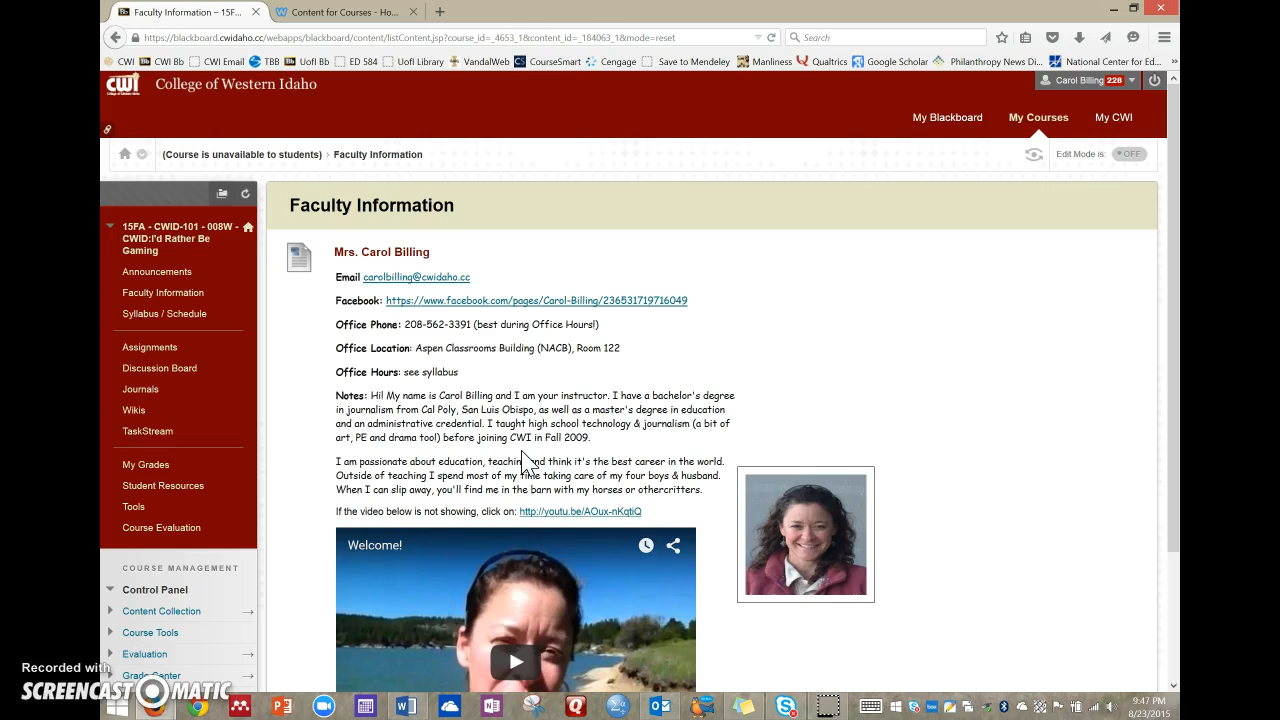 Faculty Information – 15F...
Content for Courses - Ho...
https://blackboard.cwidaho.cc/webapps/blackboard/content/listContent.jsp?course_id=_4653_1&content_id=_184063_1&mode=reset
Search
CWI CWI Bb CWI Email TBB UofI Bb ED 584 UofI Library VandalWeb CourseSmart Cengage Save to Mendeley Manliness Qualtrics Google Scholar Philanthrophy News Di... National Center for Ed...
CWI College of Western Idaho
Carol Billing 228
My Blackboard My Courses My CWI
(Course is unavailable to students) › Faculty Information
Edit Mode is: OFF
15FA - CWID-101 - 008W -
CWID:I'd Rather Be
Gaming
Announcements
Faculty Information
Syllabus / Schedule
Assignments
Discussion Board
Journals
Wikis
TaskStream
My Grades
Student Resources
Tools
Course Evaluation
COURSE MANAGEMENT
Control Panel
Content Collection
Course Tools
Evaluation
Grade Center
Faculty Information
Mrs. Carol Billing
Email carolbilling@cwidaho.cc
Facebook: https://www.facebook.com/pages/Carol-Billing/236531719716049
Office Phone: 208-562-3391 (best during Office Hours!)
Office Location: Aspen Classrooms Building (NACB), Room 122
Office Hours: see syllabus
Notes: Hi! My name is Carol Billing and I am your instructor. I have a bachelor's degree
in journalism from Cal Poly, San Luis Obispo, as well as a master's degree in education
and an administrative credential. I taught high school technology & journalism (a bit of
art, PE and drama too!) before joining CWI in Fall 2009.
I am passionate about education, teaching and think it's the best career in the world.
Outside of teaching I spend most of my time taking care of my four boys & husband.
When I can slip away, you'll find me in the barn with my horses or othercritters.
If the video below is not showing, click on: http://youtu.be/AOux-nKqtiQ
Welcome!
Recorded with
SCREENCAST-O-MATIC
9:47 PM
8/23/2015